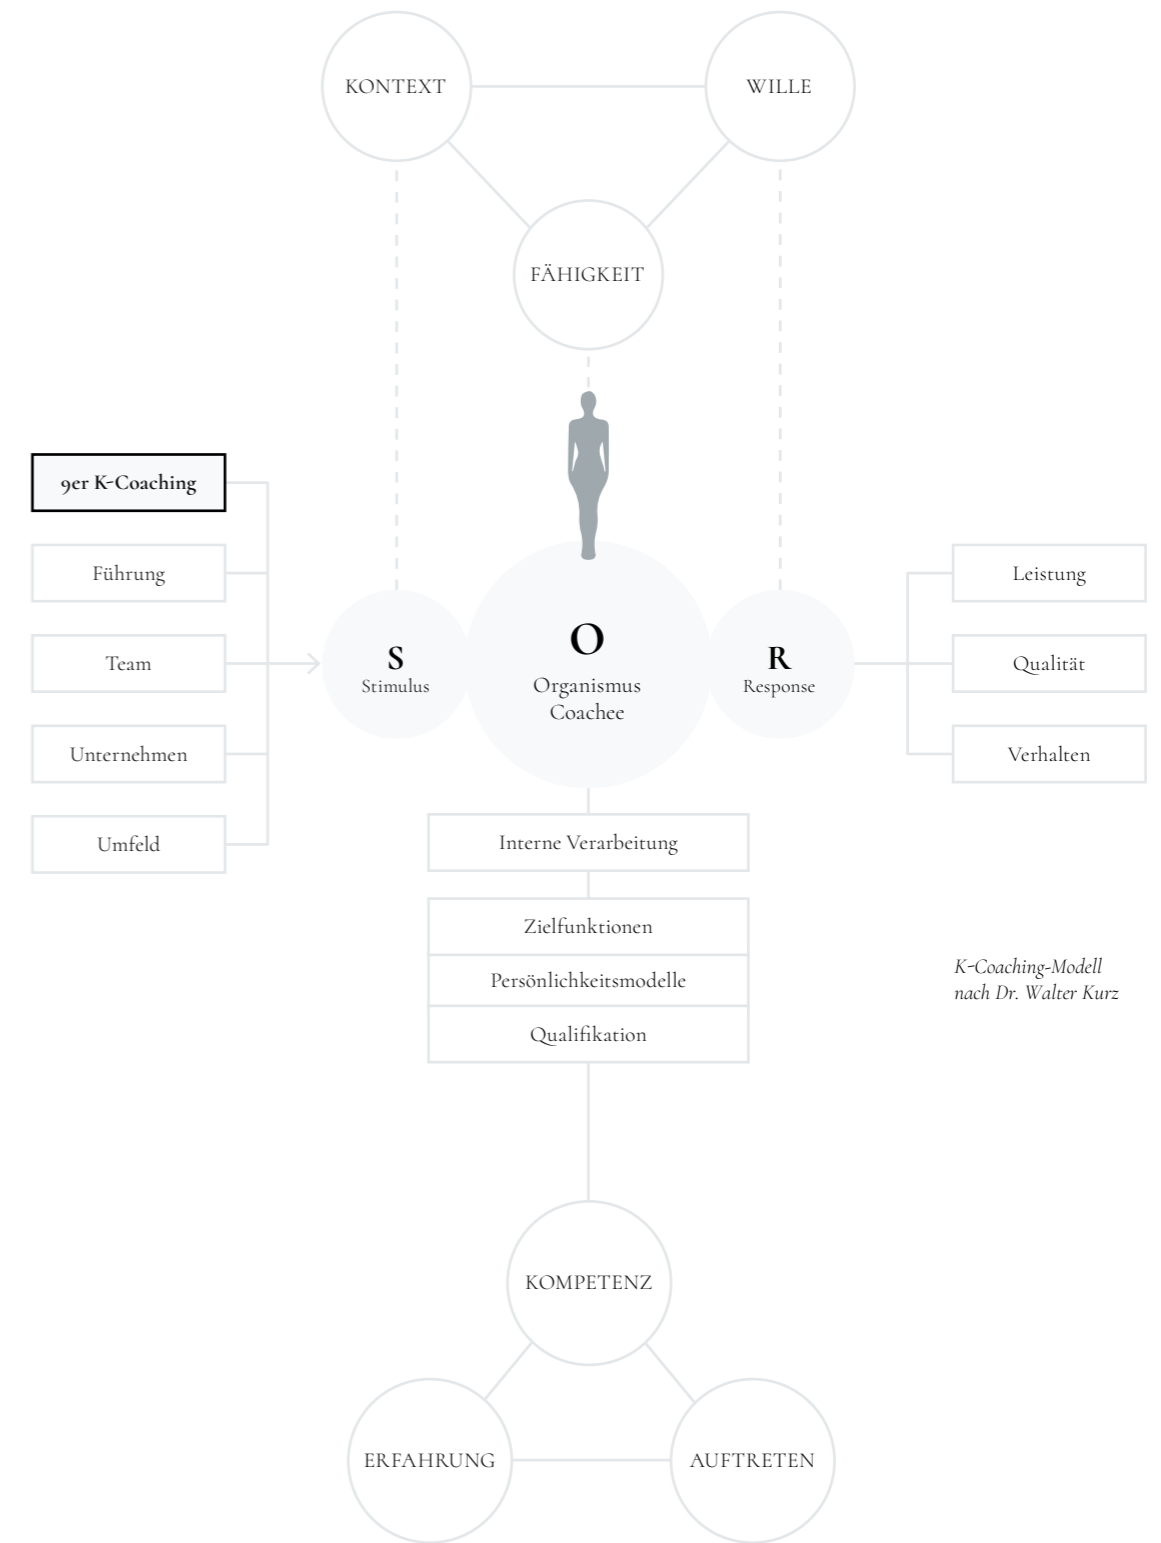 KONTEXT
WILLE
FÄHIGKEIT
9er K-Coaching
Führung
Team
Unternehmen
Umfeld
S
Stimulus
O
Organismus
Coachee
R
Response
Leistung
Qualität
Verhalten
Interne Verarbeitung
Zielfunktionen
Persönlichkeitsmodelle
Qualifikation
K-Coaching-Modell
nach Dr. Walter Kurz
KOMPETENZ
ERFAHRUNG
AUFTRETEN